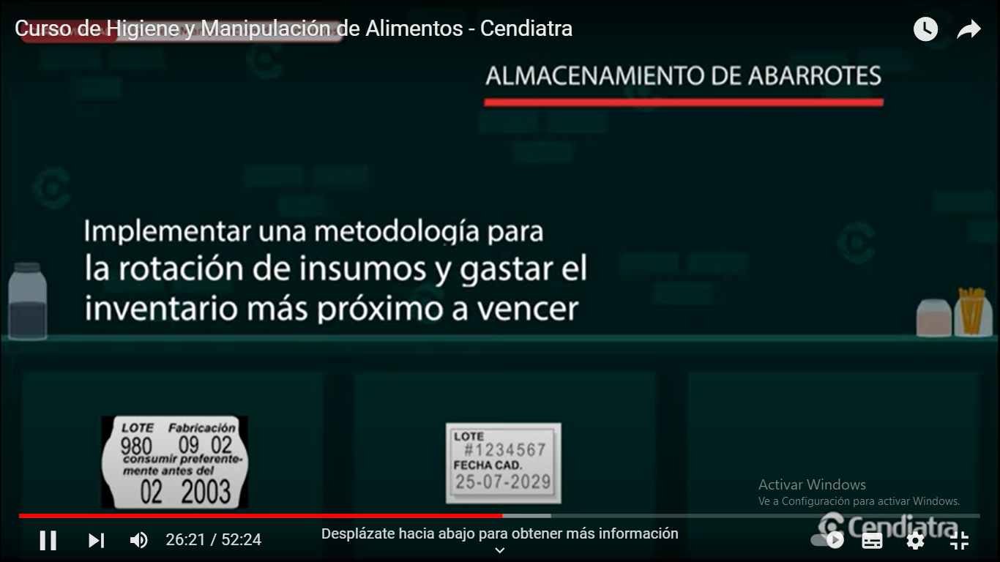 Curso de Higiene y Manipulación de Alimentos - Cendiatra
ALMACENAMIENTO DE ABARROTES
Implementar una metodología para
la rotación de insumos y gastar el
inventario más próximo a vencer
LOTE Fabricación
980 09 02
consumir preferente-
mente antes del
02 2003
LOTE
#1234567
FECHA CAD.
25-07-2029
Activar Windows
Ve a Configuración para activar Windows.
Cendiatra
26:21 / 52:24
Desplázate hacia abajo para obtener más información